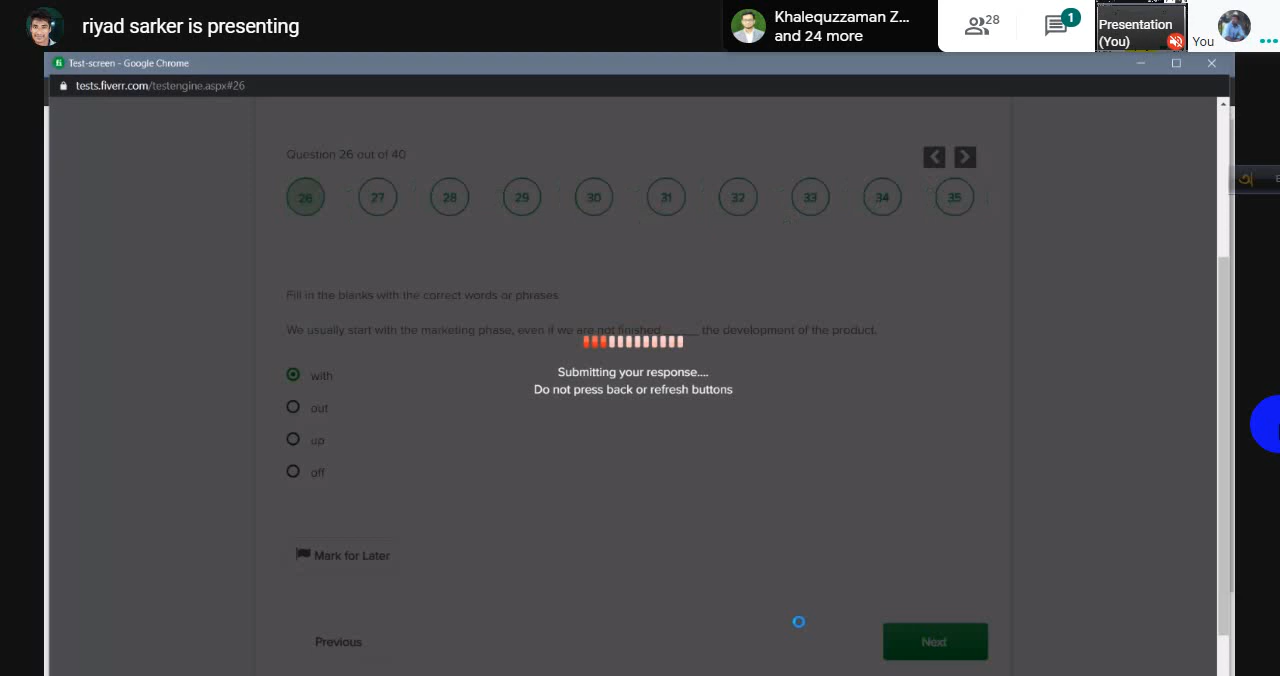 riyad sarker is presenting
Khalequzzaman Z...
and 24 more
28
1
Presentation
(You)
You
Test-screen - Google Chrome
tests.fiverr.com/testengine.aspx#26
Question 26 out of 40
26 27 28 29 30 31 32 33 34 35
অ
Fill in the blanks with the correct words or phrases
We usually start with the marketing phase, even if we are not finished _____ the development of the product.
Submitting your response....
Do not press back or refresh buttons
with
out
up
off
Mark for Later
Previous
Next